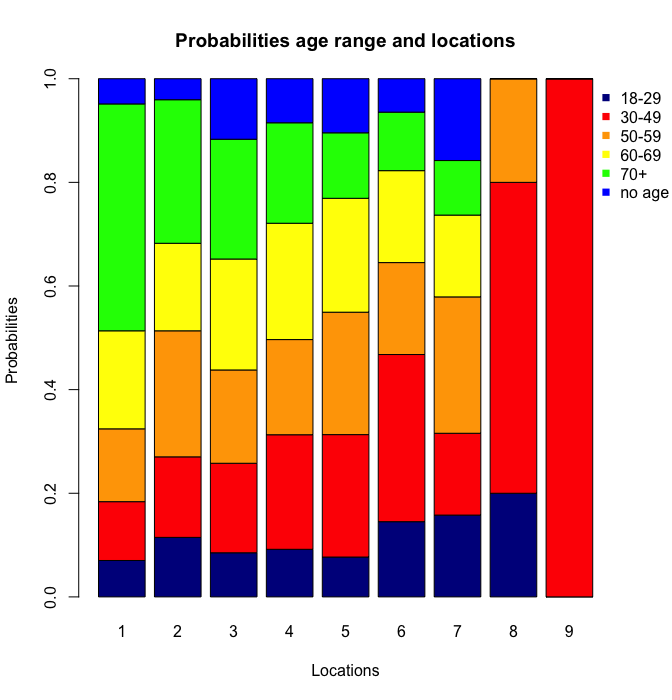 Probabilities age range and locations
1.0
0.8
0.6
0.4
0.2
0.0
Probabilities
18-29
30-49
50-59
60-69
70+
no age
1 2 3 4 5 6 7 8 9
Locations